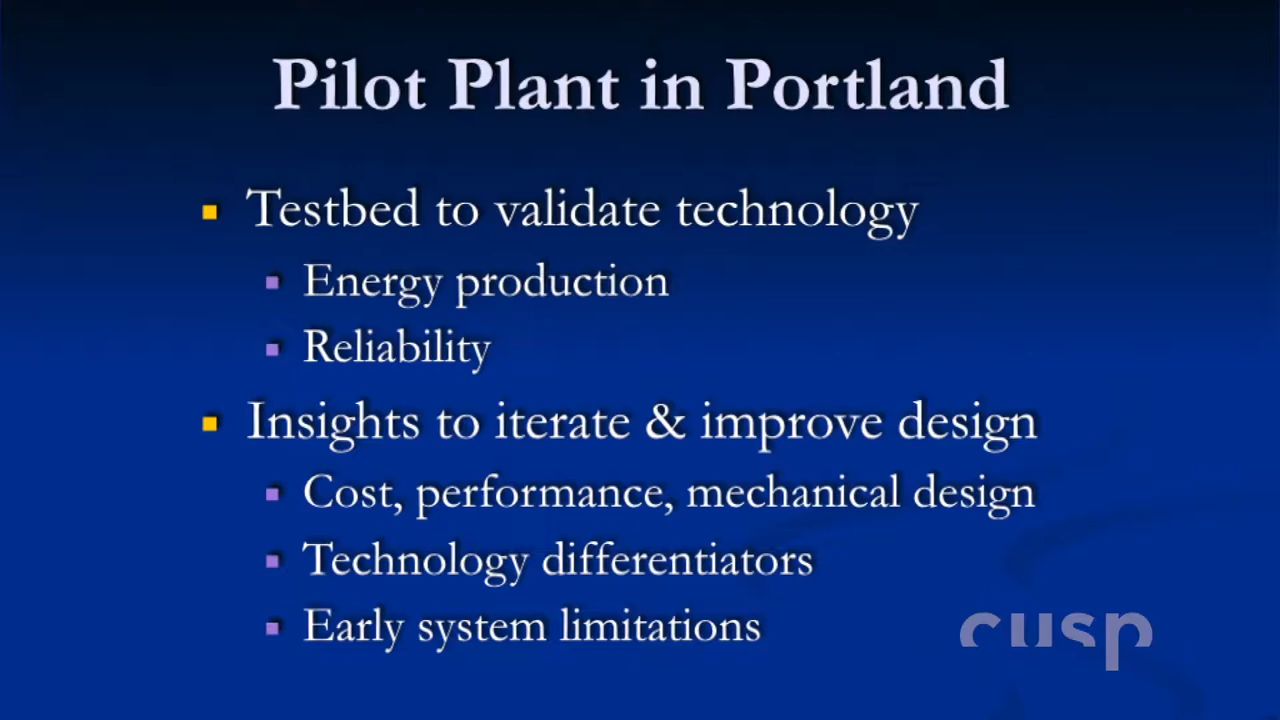 Pilot Plant in Portland
Testbed to validate technology
Energy production
Reliability
Insights to iterate & improve design
Cost, performance, mechanical design
Technology differentiators
Early system limitations
cusp